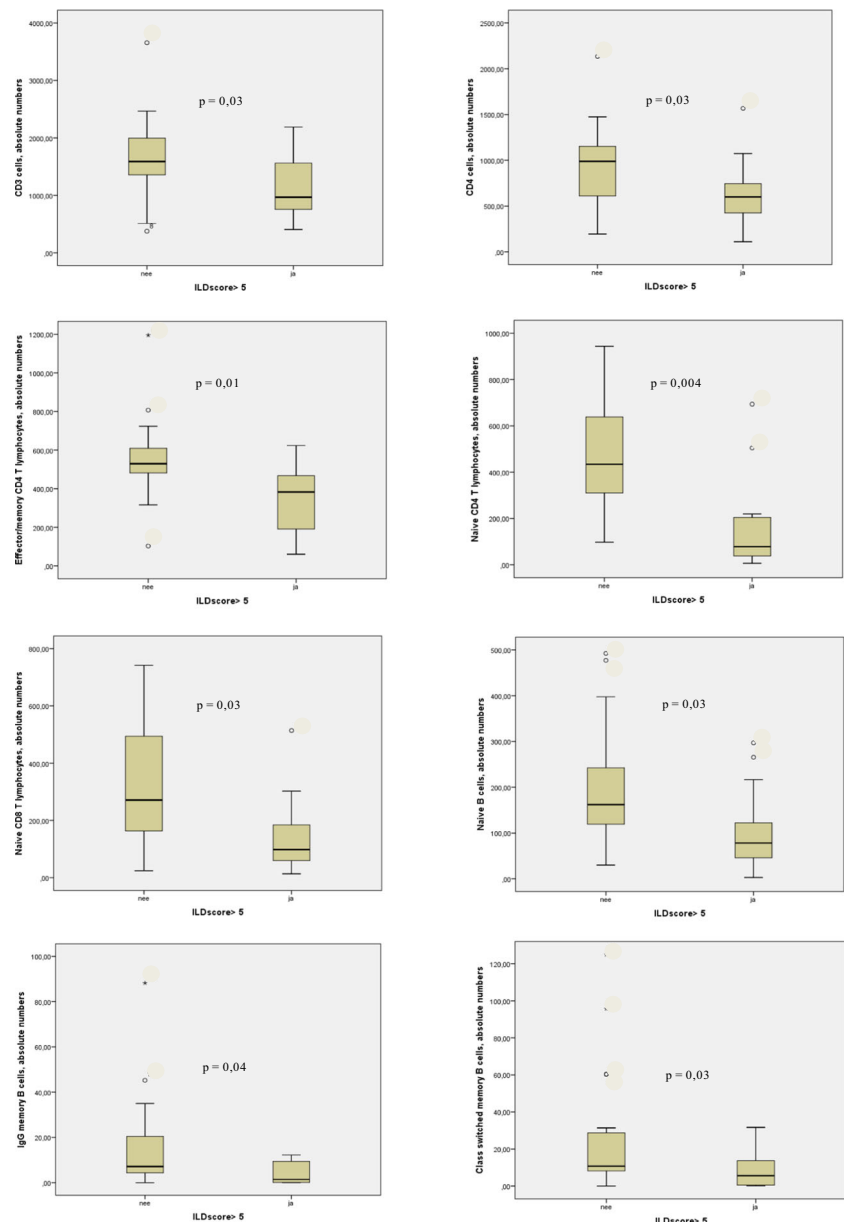 4000,00
3000,00
2000,00
1000,00
,00
CD3 cells, absolute numbers
p = 0,03
nee
ja
ILDscore> 5
2500,00
2000,00
1500,00
1000,00
500,00
,00
CD4 cells, absolute numbers
p = 0,03
nee
ja
ILDscore> 5
1200,00
1000,00
800,00
600,00
400,00
200,00
,00
Effector/memory CD4 T lymphocytes, absolute numbers
p = 0,01
nee
ja
ILDscore> 5
1000,00
800,00
600,00
400,00
200,00
,00
Naive CD4 T lymphocytes, absolute numbers
p = 0,004
nee
ja
ILDscore> 5
800,00
600,00
400,00
200,00
,00
Naive CD8 T lymphocytes, absolute numbers
p = 0,03
nee
ja
ILDscore> 5
500,00
400,00
300,00
200,00
100,00
,00
Naive B cells, absolute numbers
p = 0,03
nee
ja
ILDscore> 5
100,00
80,00
60,00
40,00
20,00
,00
IgG memory B cells, absolute numbers
p = 0,04
nee
ja
ILDscore> 5
120,00
100,00
80,00
60,00
40,00
20,00
,00
Class switched memory B cells, absolute numbers
p = 0,03
nee
ja
ILDscore> 5